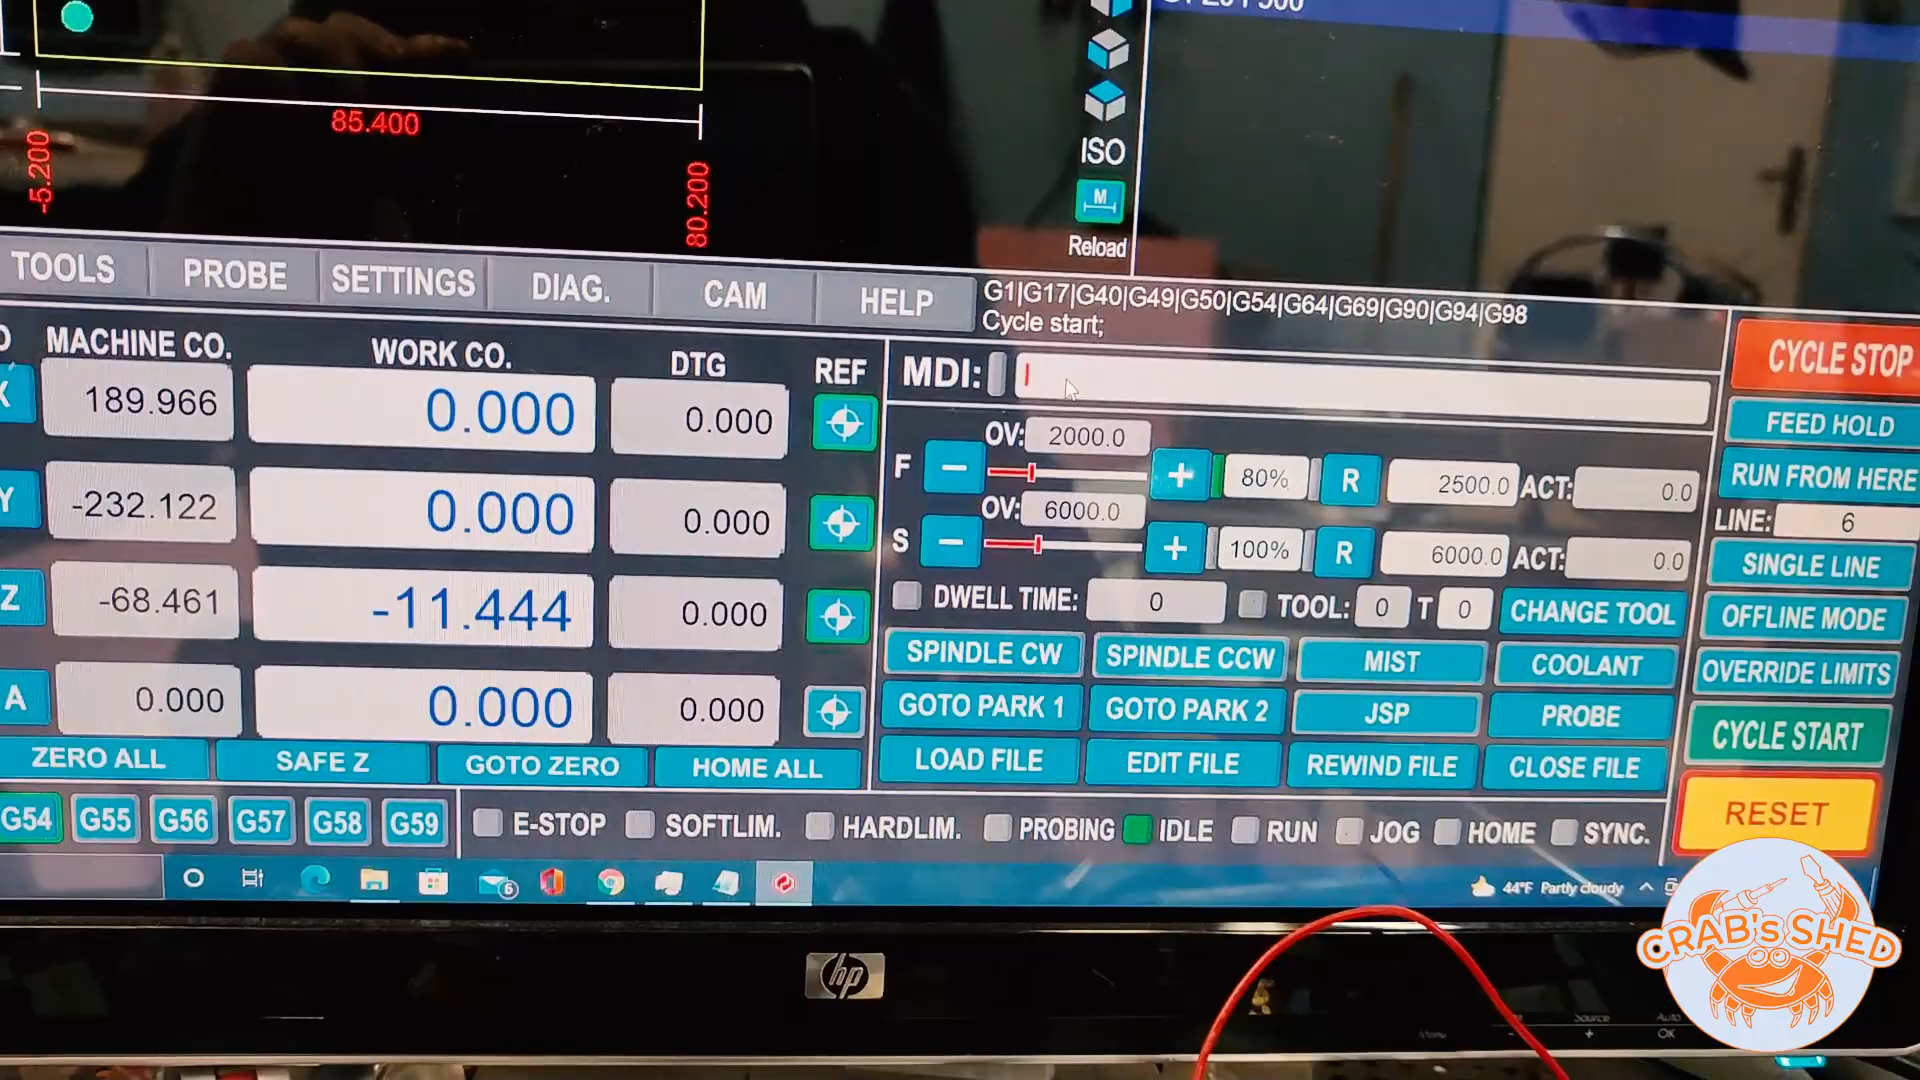 85.400
-5.200
80.200
ISO
M
Reload
TOOLS PROBE SETTINGS DIAG. CAM HELP
G1|G17|G40|G49|G50|G54|G64|G69|G90|G94|G98
Cycle start;
MACHINE CO. WORK CO. DTG REF
MDI:
CYCLE STOP
X 189.966 0.000 0.000
FEED HOLD
OV: 2000.0
F - + 80% R 2500.0 ACT: 0.0
RUN FROM HERE
Y -232.122 0.000 0.000
OV: 6000.0
LINE: 6
S - + 100% R 6000.0 ACT: 0.0
SINGLE LINE
Z -68.461 -11.444 0.000
DWELL TIME: 0 TOOL: 0 T 0 CHANGE TOOL
OFFLINE MODE
SPINDLE CW SPINDLE CCW MIST COOLANT
OVERRIDE LIMITS
A 0.000 0.000 0.000
GOTO PARK 1 GOTO PARK 2 JSP PROBE
CYCLE START
ZERO ALL SAFE Z GOTO ZERO HOME ALL
LOAD FILE EDIT FILE REWIND FILE CLOSE FILE
RESET
G54 G55 G56 G57 G58 G59
E-STOP SOFTLIM. HARDLIM. PROBING IDLE RUN JOG HOME SYNC.
6
44°F Partly cloudy
CRAB's SHED
hp
Menu
Source
Auto
- + OK